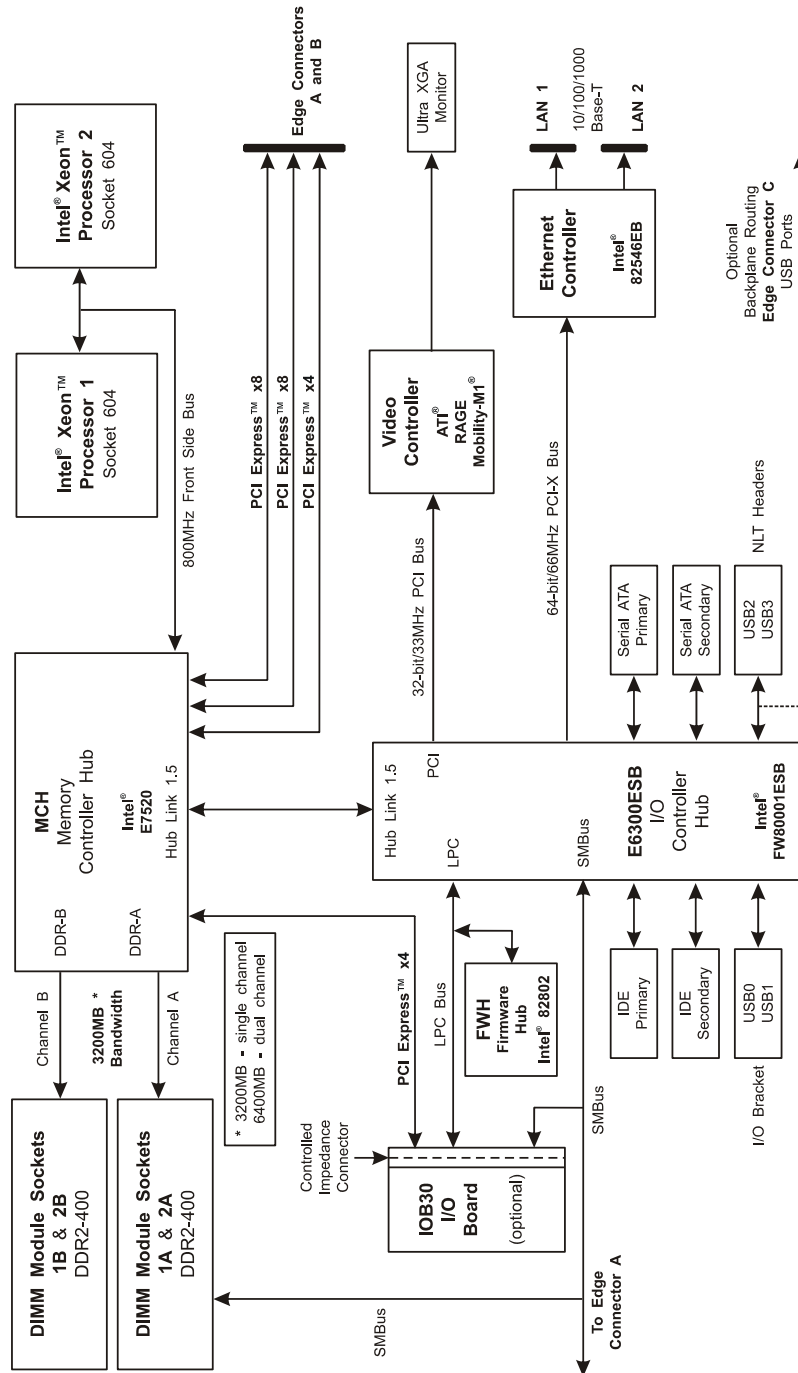 DIMM Module Sockets
1B & 2B
DDR2-400
DIMM Module Sockets
1A & 2A
DDR2-400
Channel B
3200MB *
Bandwidth
Channel A
DDR-B
DDR-A
MCH
Memory
Controller Hub
Intel®
E7520
Hub Link 1.5
800MHz Front Side Bus
Intel® Xeon™
Processor 1
Socket 604
Intel® Xeon™
Processor 2
Socket 604
* 3200MB - single channel
6400MB - dual channel
PCI Express™ x8
PCI Express™ x8
PCI Express™ x4
Edge Connectors
A and B
SMBus
Controlled
Impedance
Connector
IOB30
I/O
Board
(optional)
PCI Express™ x4
LPC Bus
FWH
Firmware
Hub
Intel® 82802
SMBus
To Edge
Connector A
Hub Link 1.5
LPC
PCI
SMBus
E6300ESB
I/O
Controller
Hub
Intel®
FW80001ESB
32-bit/33MHz PCI Bus
Video
Controller
ATI®
RAGE
Mobility-M1®
Ultra XGA
Monitor
64-bit/66MHz PCI-X Bus
Ethernet
Controller
Intel®
82546EB
LAN 1
10/100/1000
Base-T
LAN 2
IDE
Primary
IDE
Secondary
USB0
USB1
I/O Bracket
Serial ATA
Primary
Serial ATA
Secondary
USB2
USB3
NLT Headers
Optional
Backplane Routing
Edge Connector C
USB Ports